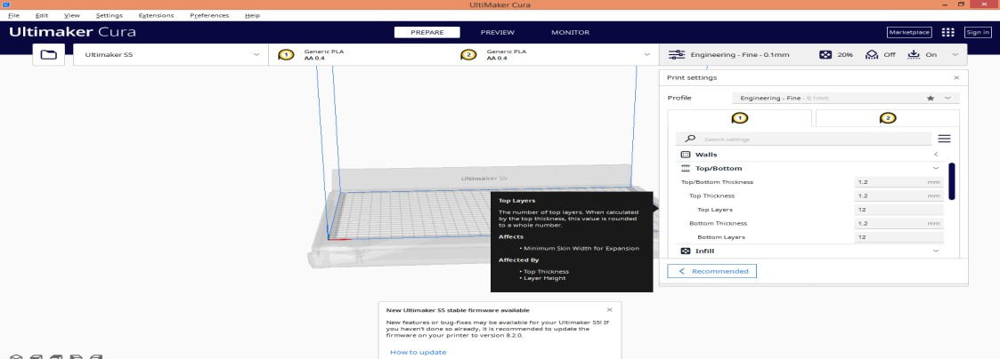 UltiMaker Cura
File Edit View Settings Extensions Preferences Help
Ultimaker Cura
PREPARE PREVIEW MONITOR
Marketplace Sign in
Ultimaker S5
1 Generic PLA
AA 0.4
2 Generic PLA
AA 0.4
Engineering - Fine - 0.1mm 20% Off On
Print settings
Profile Engineering - Fine - 0.1mm
1 2
Search settings
Walls
Top/Bottom
Top/Bottom Thickness 1.2 mm
Top Thickness 1.2 mm
Top Layers 12
Bottom Thickness 1.2 mm
Bottom Layers 12
Infill
Recommended
Ultimaker S5
Top Layers
The number of top layers. When calculated
by the top thickness, this value is rounded
to a whole number.
Affects
• Minimum Skin Width for Expansion
Affected By
• Top Thickness
• Layer Height
New Ultimaker S5 stable firmware available
New features or bug-fixes may be available for your Ultimaker S5! If
you haven't done so already, it is recommended to update the
firmware on your printer to version 8.2.0.
How to update